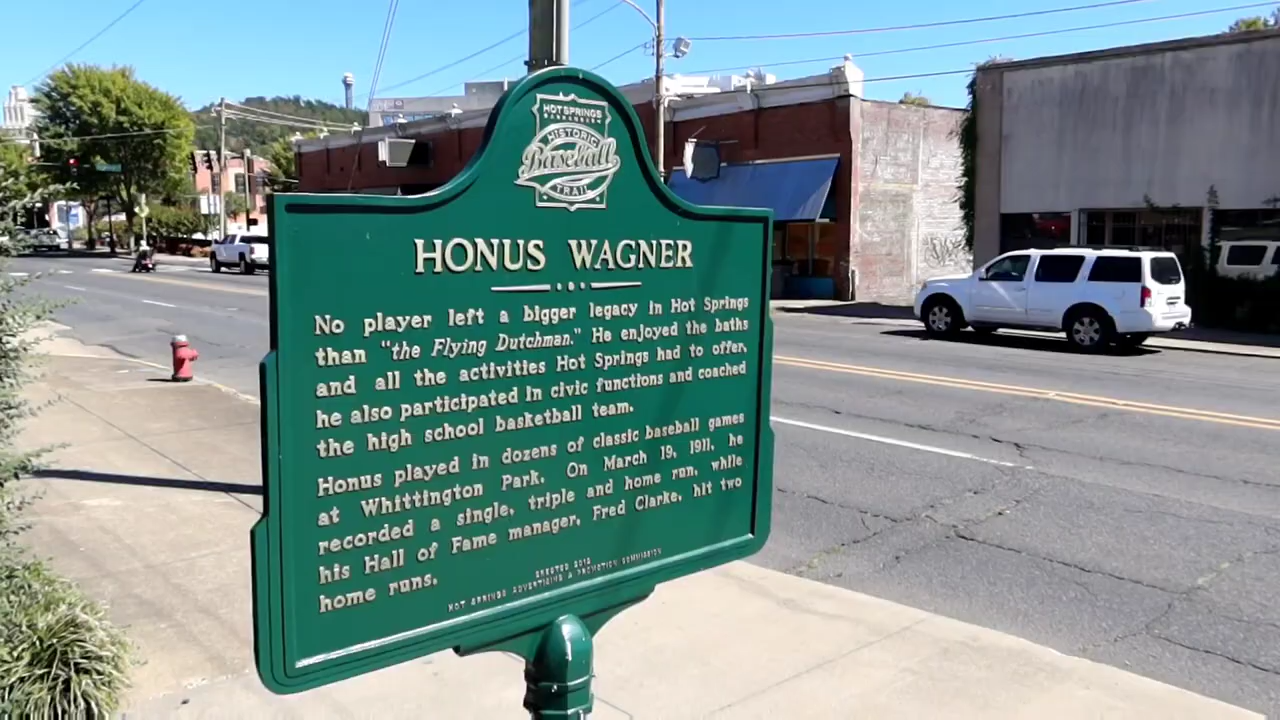 HOT SPRINGS
HISTORIC
Baseball
TRAIL
HONUS WAGNER
No player left a bigger legacy in Hot Springs
than "the Flying Dutchman." He enjoyed the baths
and all the activities Hot Springs had to offer,
he also participated in civic functions and coached
the high school basketball team.
Honus played in dozens of classic baseball games
at Whittington Park. On March 19, 1911, he
recorded a single, triple and home run, while
his Hall of Fame manager, Fred Clarke, hit two
home runs.
ERECTED 2012
HOT SPRINGS ADVERTISING & PROMOTION COMMISSION